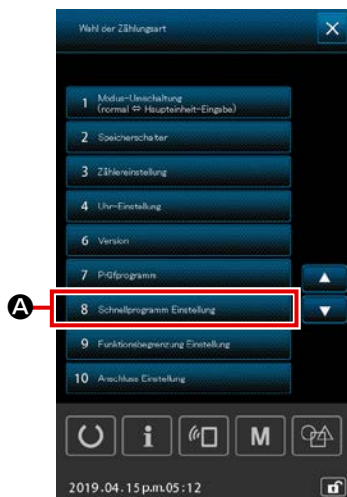 Wahl der Zählungsart
1 Modus-Umschaltung
(normal ⇔ Haupteinheit-Eingabe)
2 Speicherschalter
3 Zählereinstellung
4 Uhr-Einstellung
6 Version
7 Prüfprogramm
A
8 Schnellprogramm Einstellung
9 Funktionsbegrenzung Einstellung
10 Anschluss Einstellung
i
M
2019.04.15 p.m.05:12